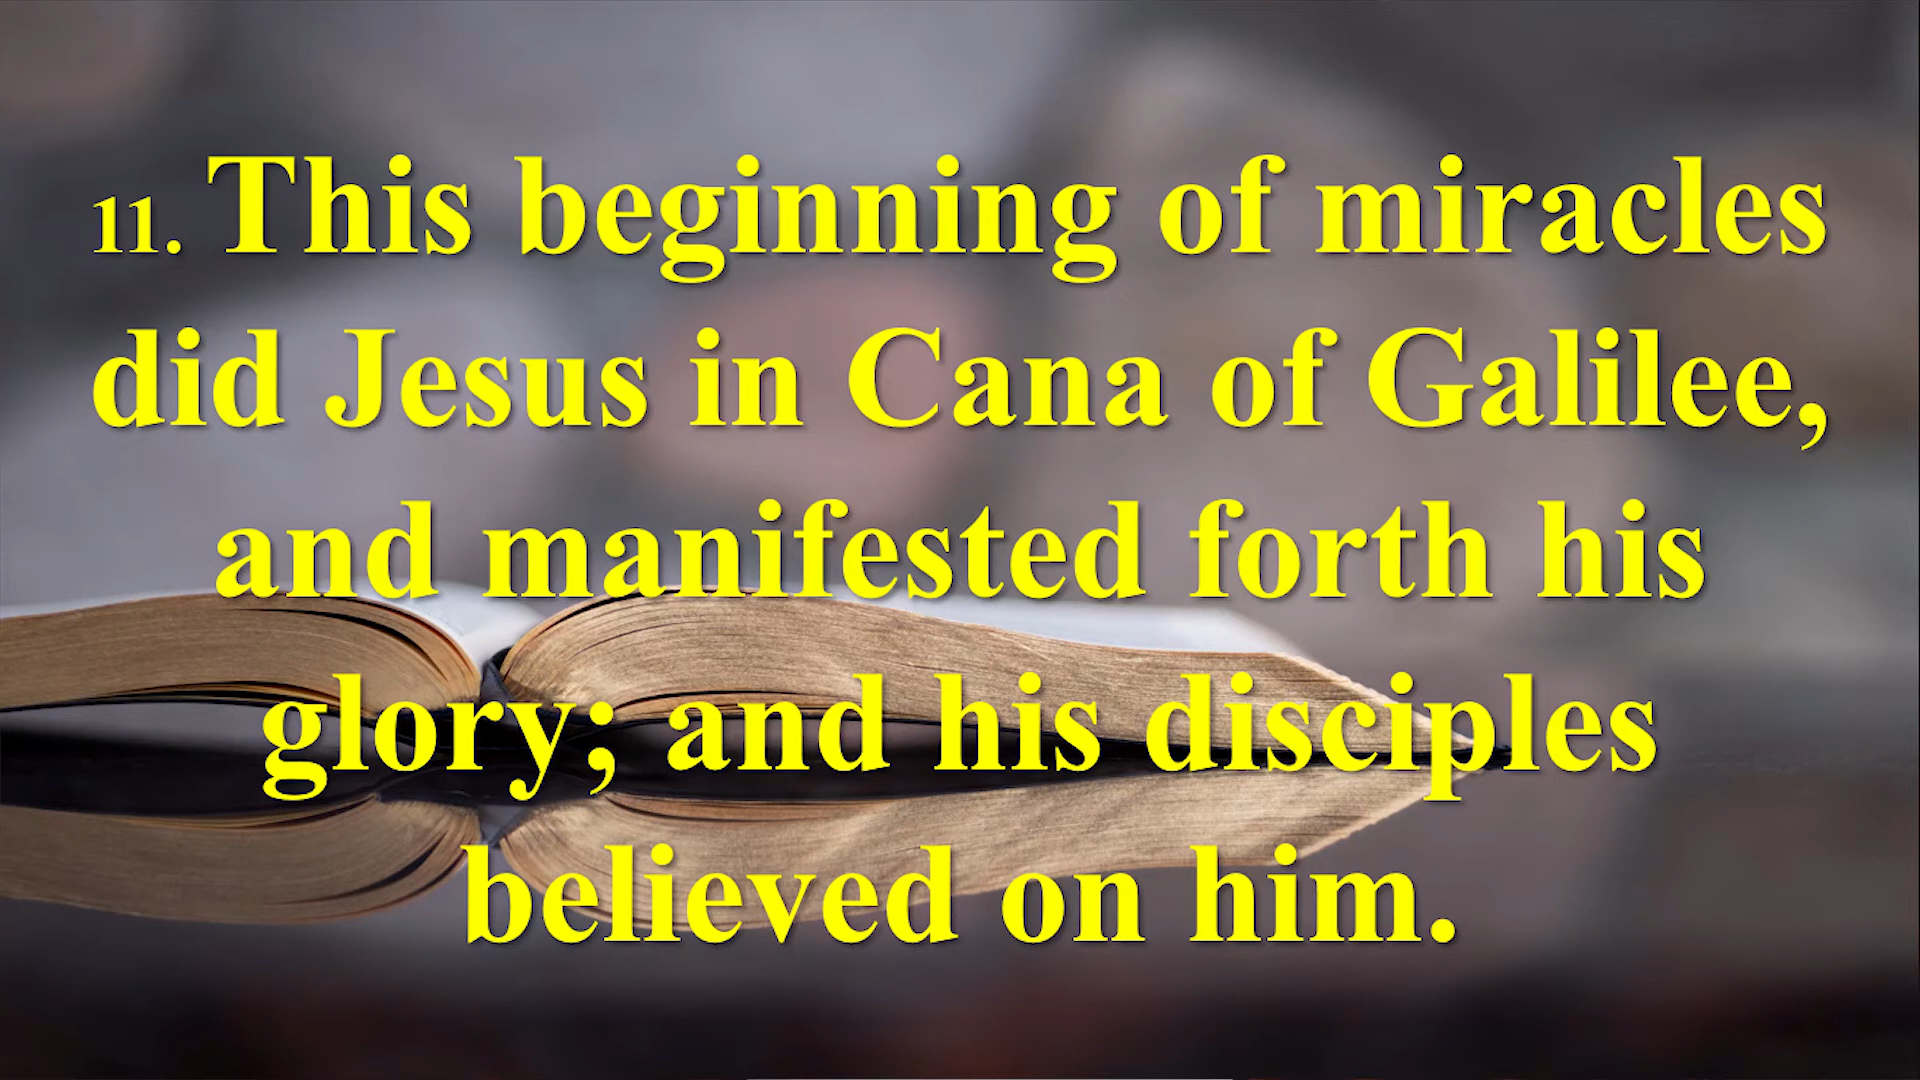 11. This beginning of miracles
did Jesus in Cana of Galilee,
and manifested forth his
glory; and his disciples
believed on him.